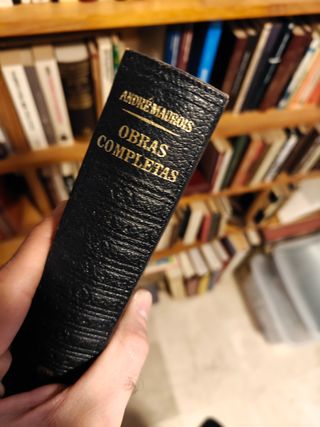 ANDRÉ MAUROIS
OBRAS
COMPLETAS